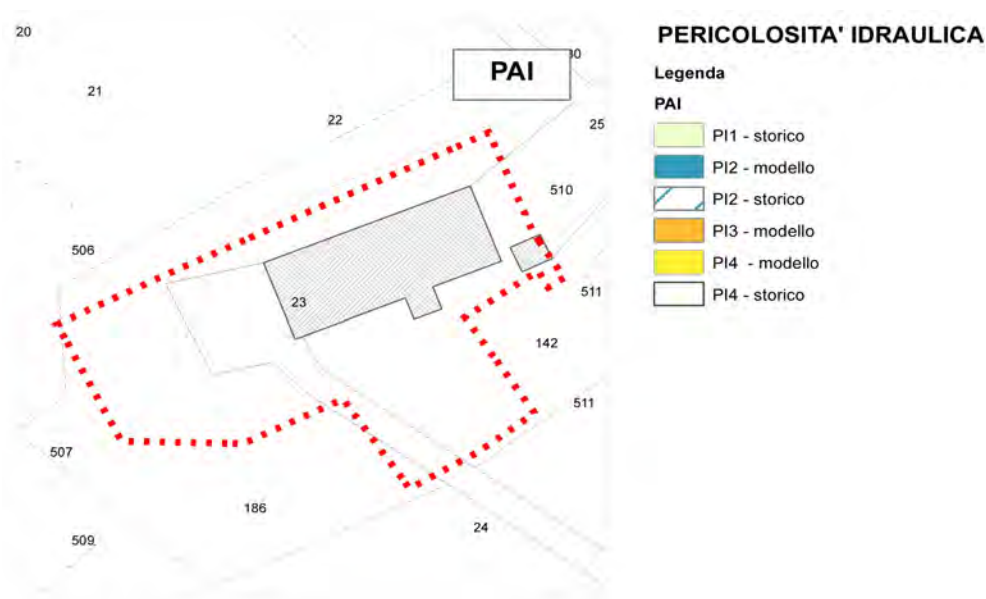 20
PAI
30
21
22
25
510
506
23
511
142
511
507
186
24
509
PERICOLOSITA' IDRAULICA
Legenda
PAI
PI1 - storico
PI2 - modello
PI2 - storico
PI3 - modello
PI4 - modello
PI4 - storico